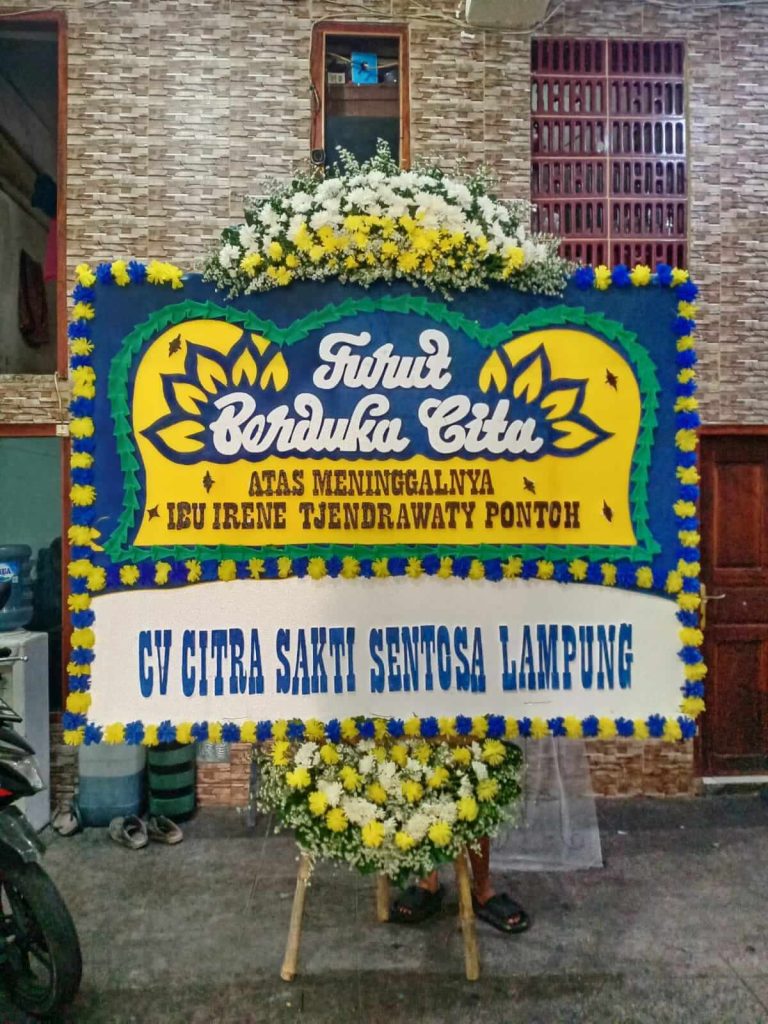 Turut
Berduka Cita
ATAS MENINGGALNYA
IBU IRENE TJENDRAWATY PONTOH
CV CITRA SAKTI SENTOSA LAMPUNG